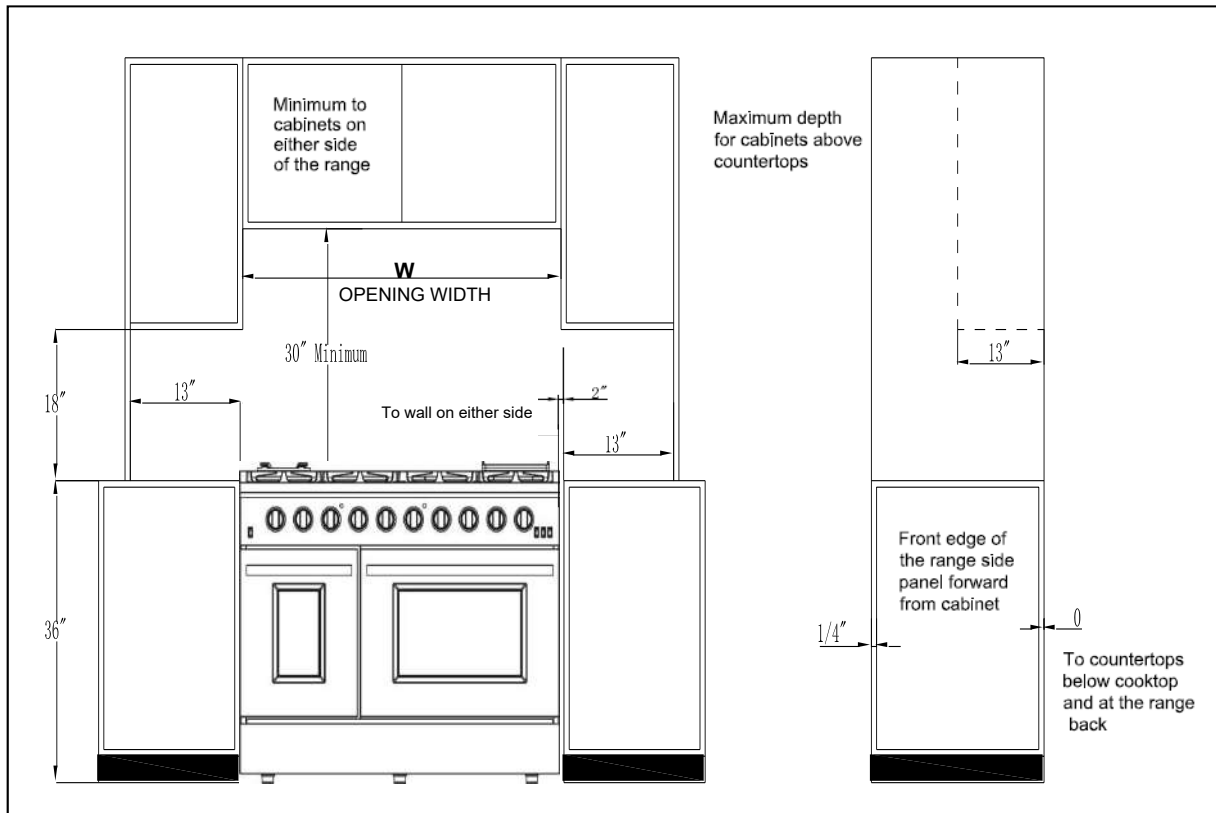 Minimum to
cabinets on
either side
of the range
Maximum depth
for cabinets above
countertops
W
OPENING WIDTH
30" Minimum
13"
18"
13"
To wall on either side
2"
13"
36"
Front edge of
the range side
panel forward
from cabinet
1/4"
0
To countertops
below cooktop
and at the range
back